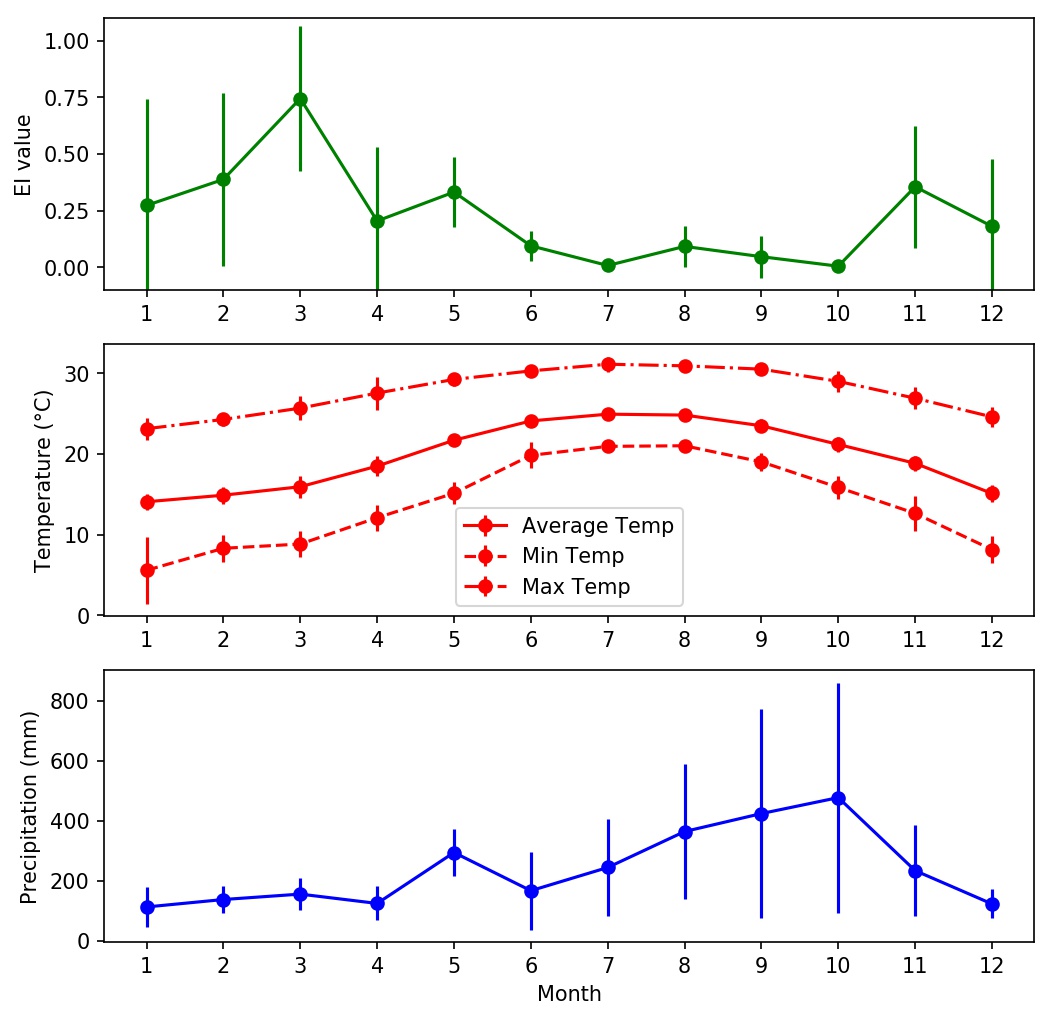 EI value
1.00
0.75
0.50
0.25
0.00
1 2 3 4 5 6 7 8 9 10 11 12
Temperature (°C)
30
20
10
0
Average Temp
Min Temp
Max Temp
1 2 3 4 5 6 7 8 9 10 11 12
Precipitation (mm)
800
600
400
200
0
1 2 3 4 5 6 7 8 9 10 11 12
Month